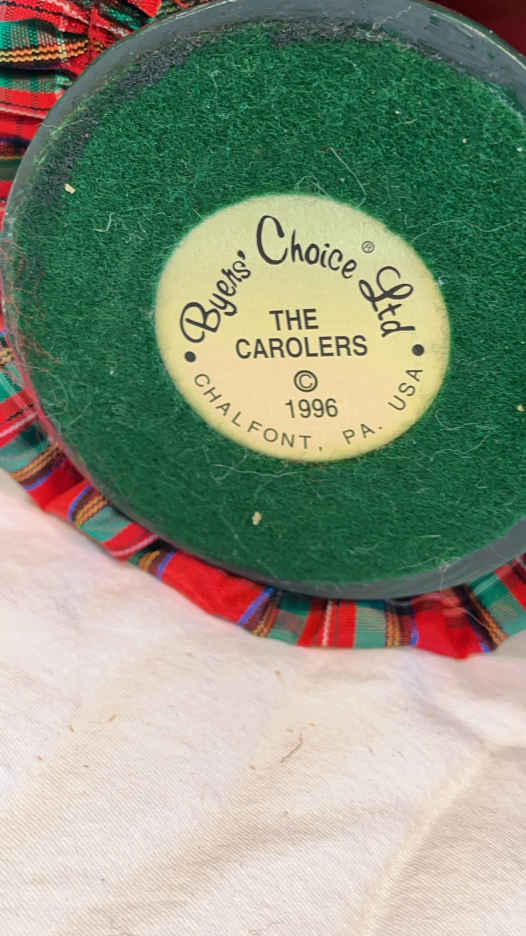 Byers' Choice® Ltd
THE
CAROLERS
©
1996
• CHALFONT, PA. USA •